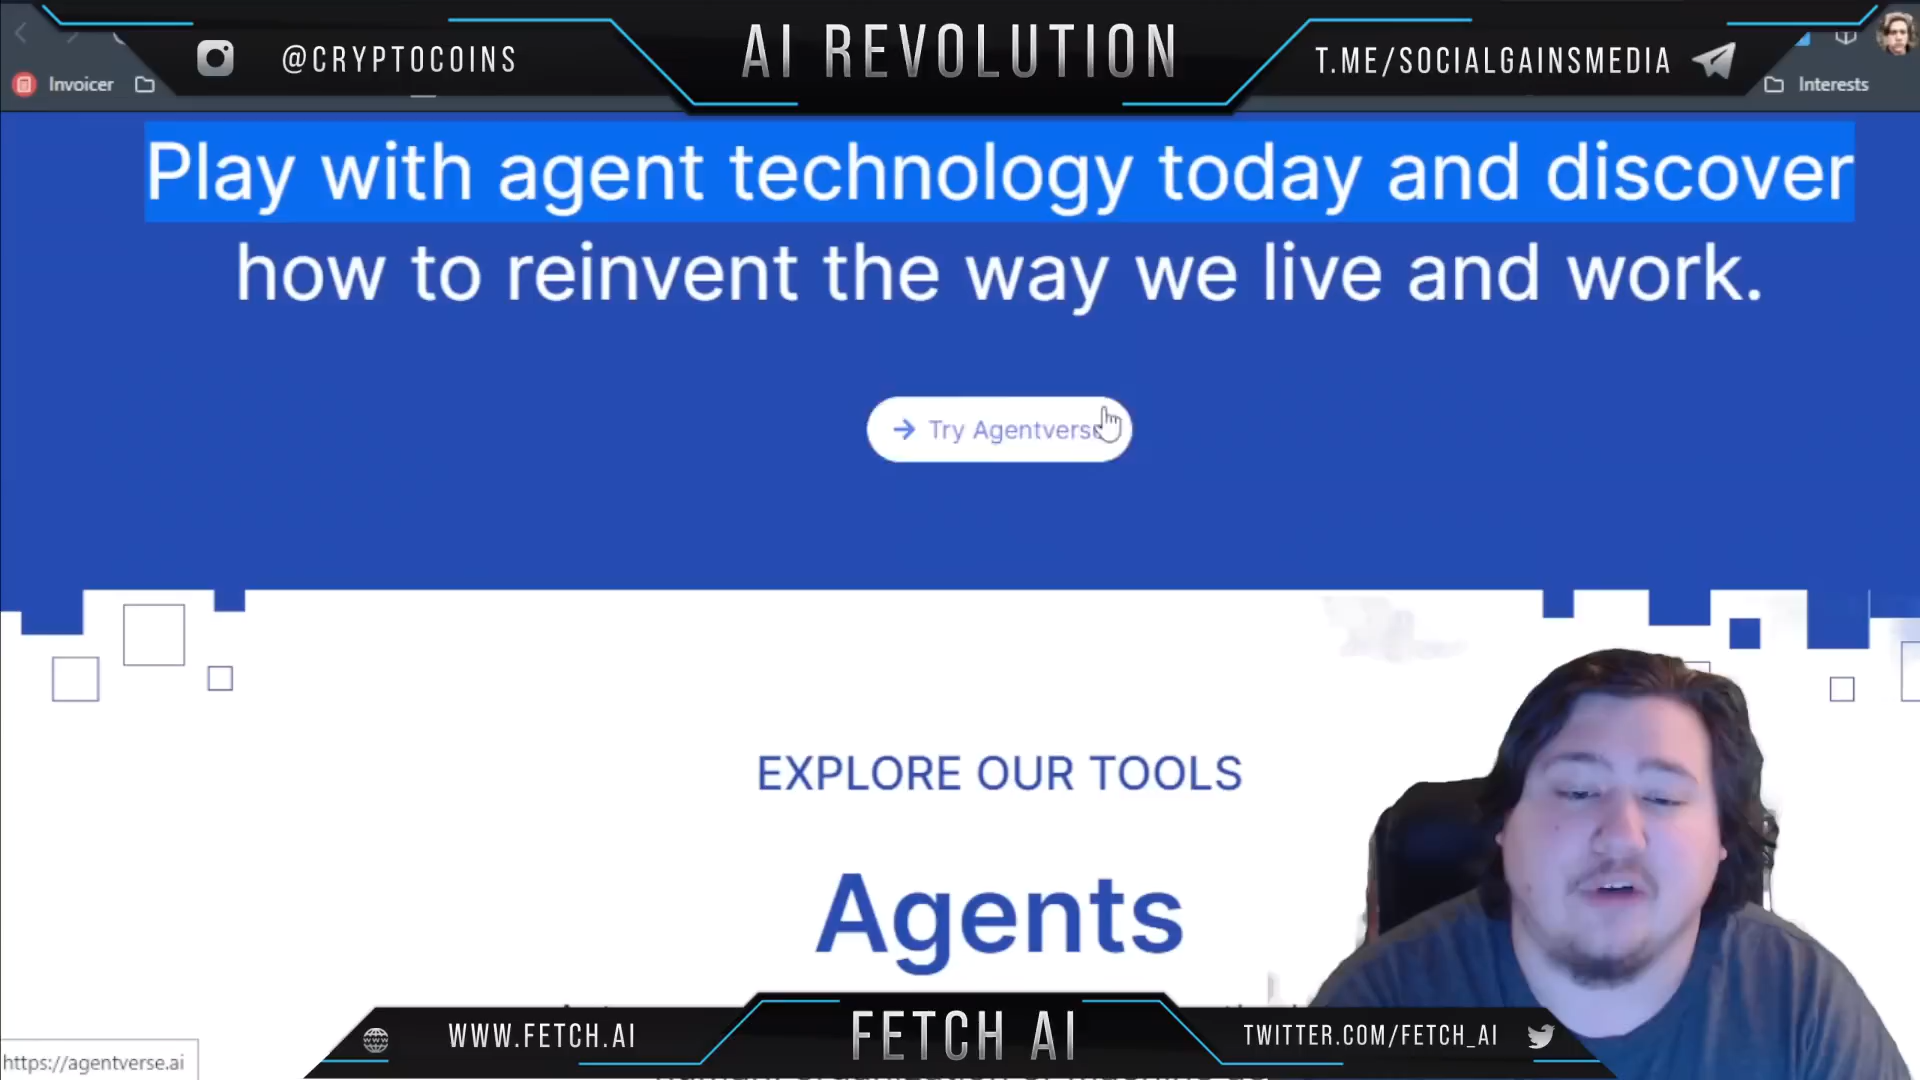 @CRYPTOCOINS
AI REVOLUTION
T.ME/SOCIALGAINSMEDIA
Invoicer
Interests
Play with agent technology today and discover
how to reinvent the way we live and work.
Try Agentverse
EXPLORE OUR TOOLS
Agents
WWW.FETCH.AI
FETCH AI
TWITTER.COM/FETCH_AI
https://agentverse.ai